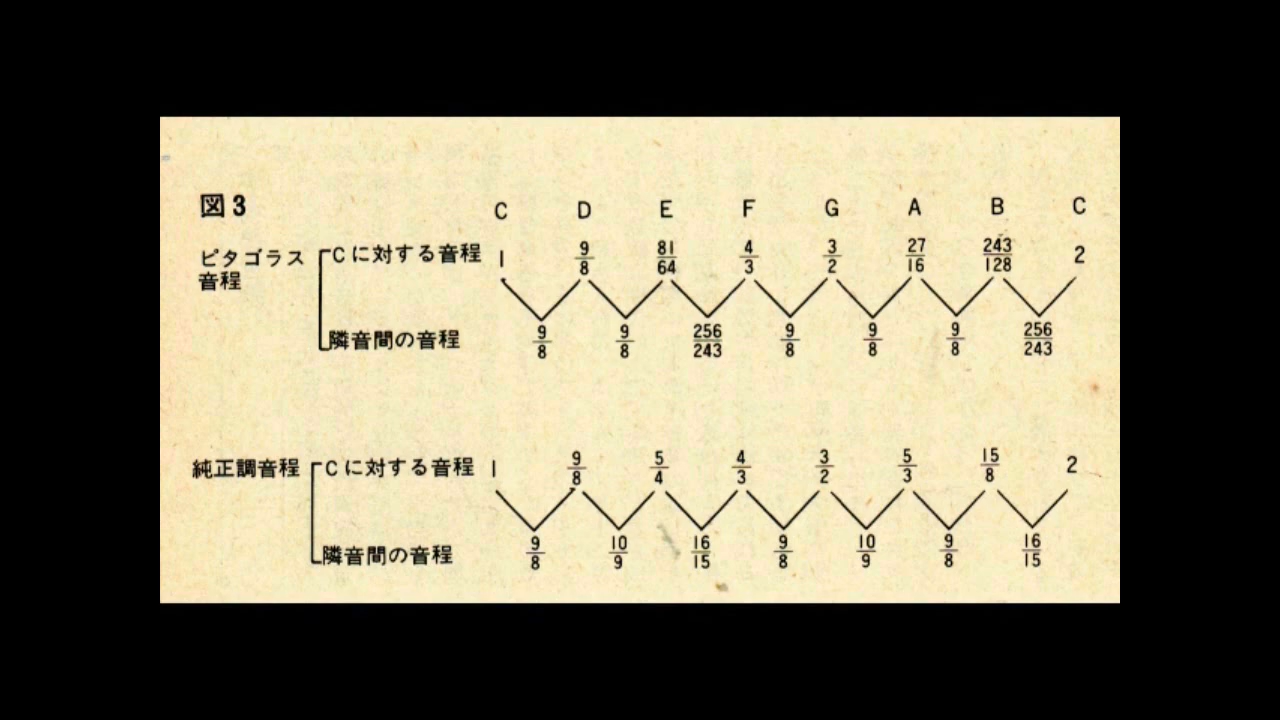 図3
C D E F G A B C
ピタゴラス音程
Cに対する音程 1 9/8 81/64 4/3 3/2 27/16 243/128 2
隣音間の音程 9/8 9/8 256/243 9/8 9/8 9/8 256/243
純正調音程 Cに対する音程 1 9/8 5/4 4/3 3/2 5/3 15/8 2
隣音間の音程 9/8 10/9 16/15 9/8 10/9 9/8 16/15